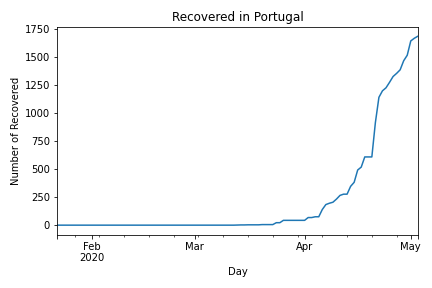 Recovered in Portugal
Number of Recovered
1750
1500
1250
1000
750
500
250
0
Feb
2020
Mar
Apr
May
Day